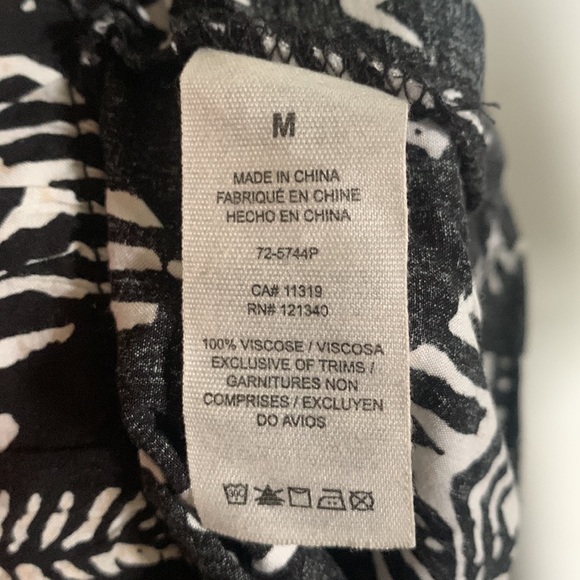 M
MADE IN CHINA
FABRIQUÉ EN CHINE
HECHO EN CHINA
72-5744P
CA# 11319
RN# 121340
100% VISCOSE / VISCOSA
EXCLUSIVE OF TRIMS /
GARNITURES NON
COMPRISES / EXCLUYEN
DO AVIOS